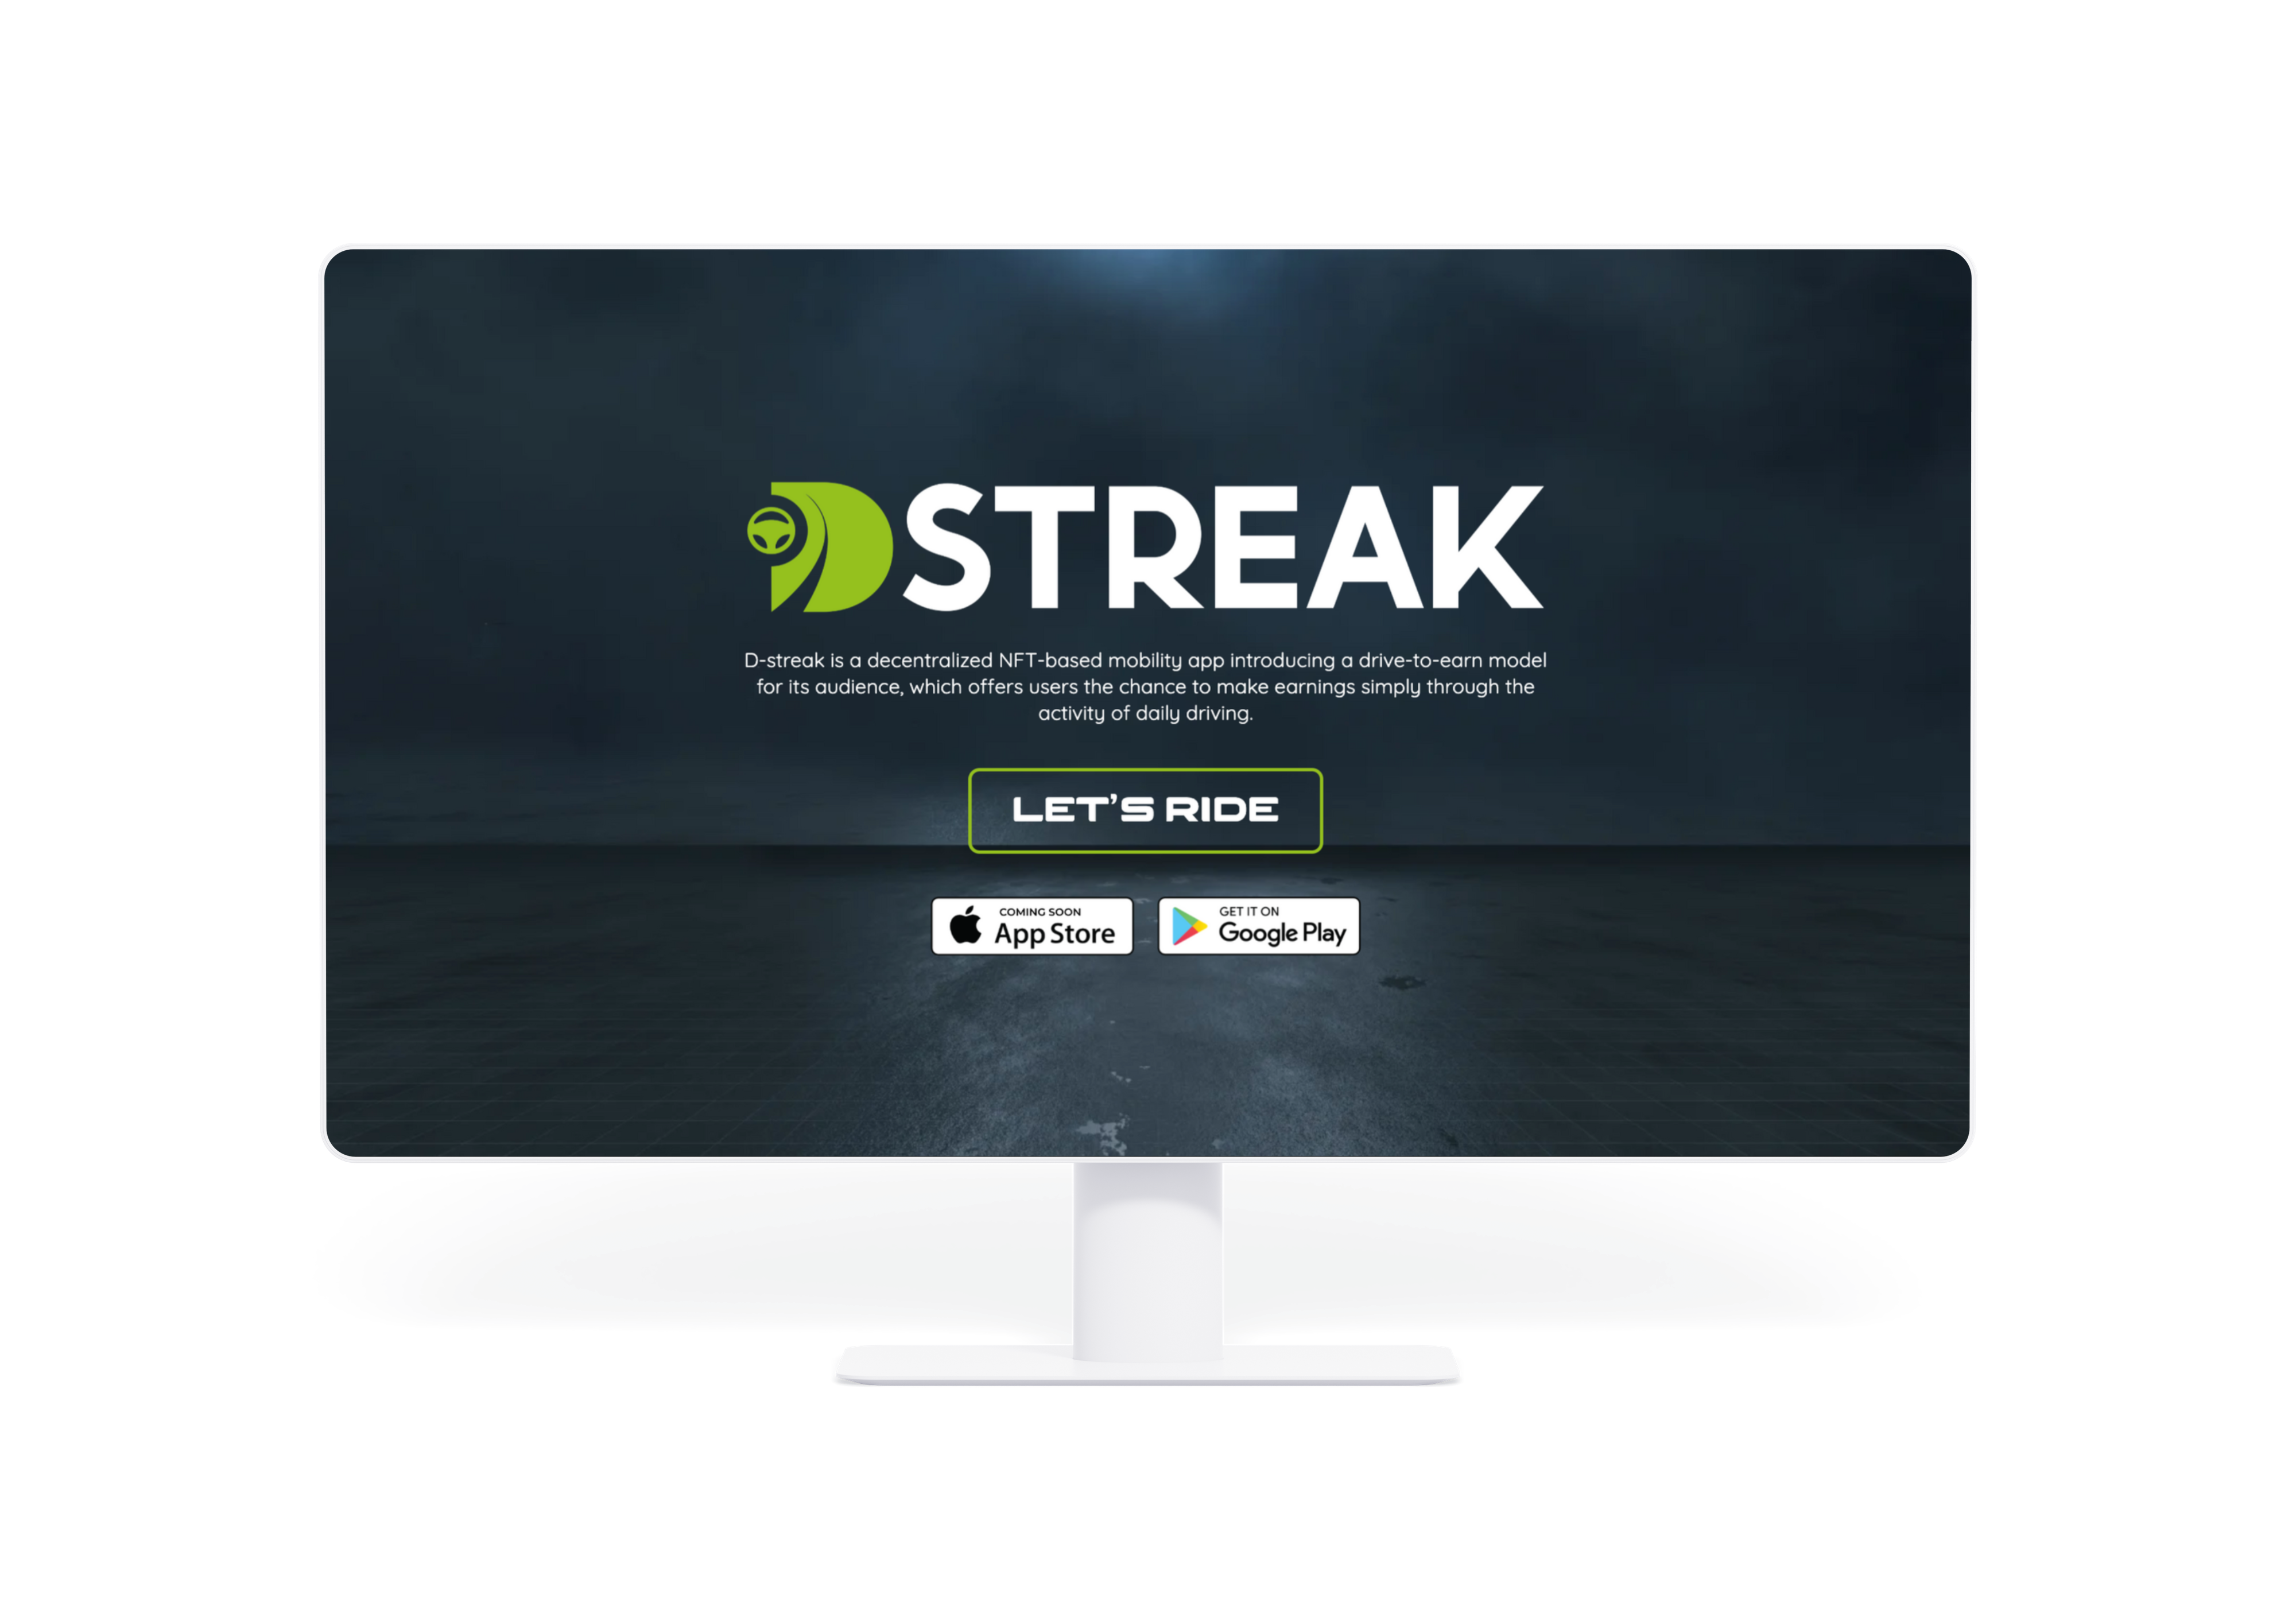 DSTREAK
D-streak is a decentralized NFT-based mobility app introducing a drive-to-earn model
for its audience, which offers users the chance to make earnings simply through the
activity of daily driving.
LET'S RIDE
COMING SOON
App Store
GET IT ON
Google Play